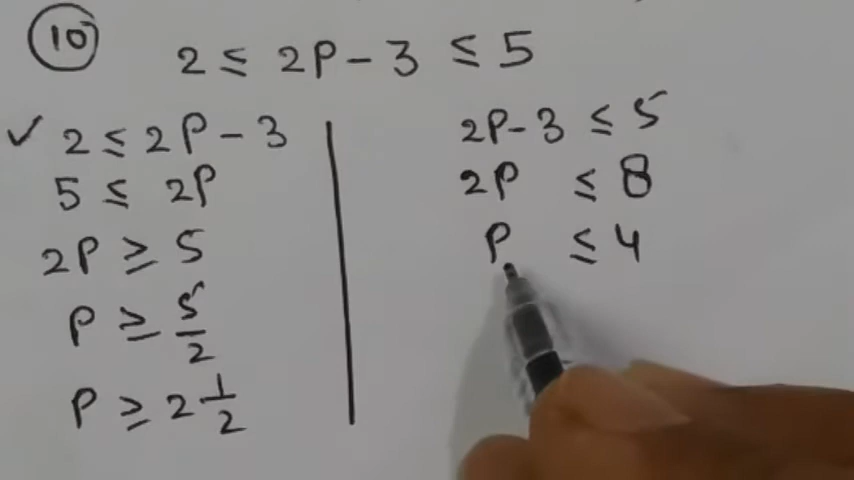 10 2 ≤ 2P - 3 ≤ 5
✓ 2 ≤ 2P - 3
5 ≤ 2P
2P ≥ 5
P ≥ 5/2
P ≥ 2 1/2
2P - 3 ≤ 5
2P ≤ 8
P ≤ 4